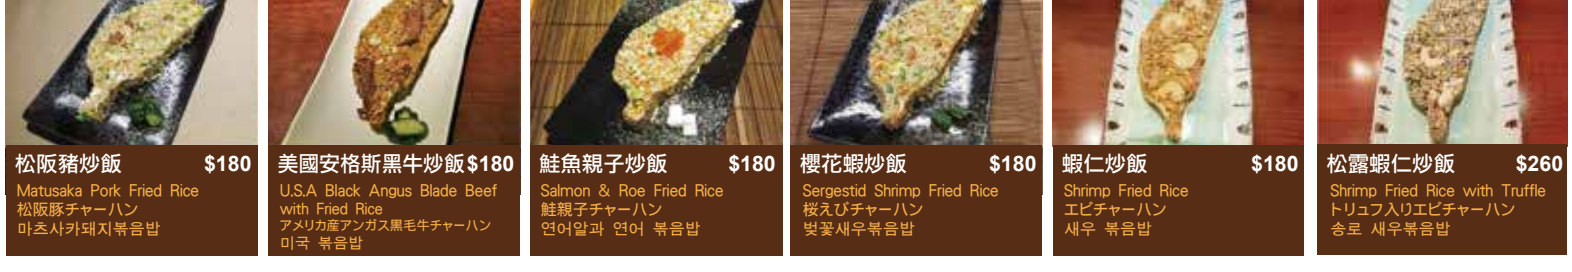 松阪豬炒飯 $180
Matusaka Pork Fried Rice
松阪豚チャーハン
마츠사카돼지볶음밥
美國安格斯黑牛炒飯 $180
U.S.A Black Angus Blade Beef
with Fried Rice
アメリカ産アンガス黒毛牛チャーハン
미국 볶음밥
鮭魚親子炒飯 $180
Salmon & Roe Fried Rice
鮭親子チャーハン
연어알과 연어 볶음밥
櫻花蝦炒飯 $180
Sergestid Shrimp Fried Rice
桜えびチャーハン
벚꽃새우볶음밥
蝦仁炒飯 $180
Shrimp Fried Rice
エビチャーハン
새우 볶음밥
松露蝦仁炒飯 $260
Shrimp Fried Rice with Truffle
トリュフ入りエビチャーハン
송로 새우볶음밥